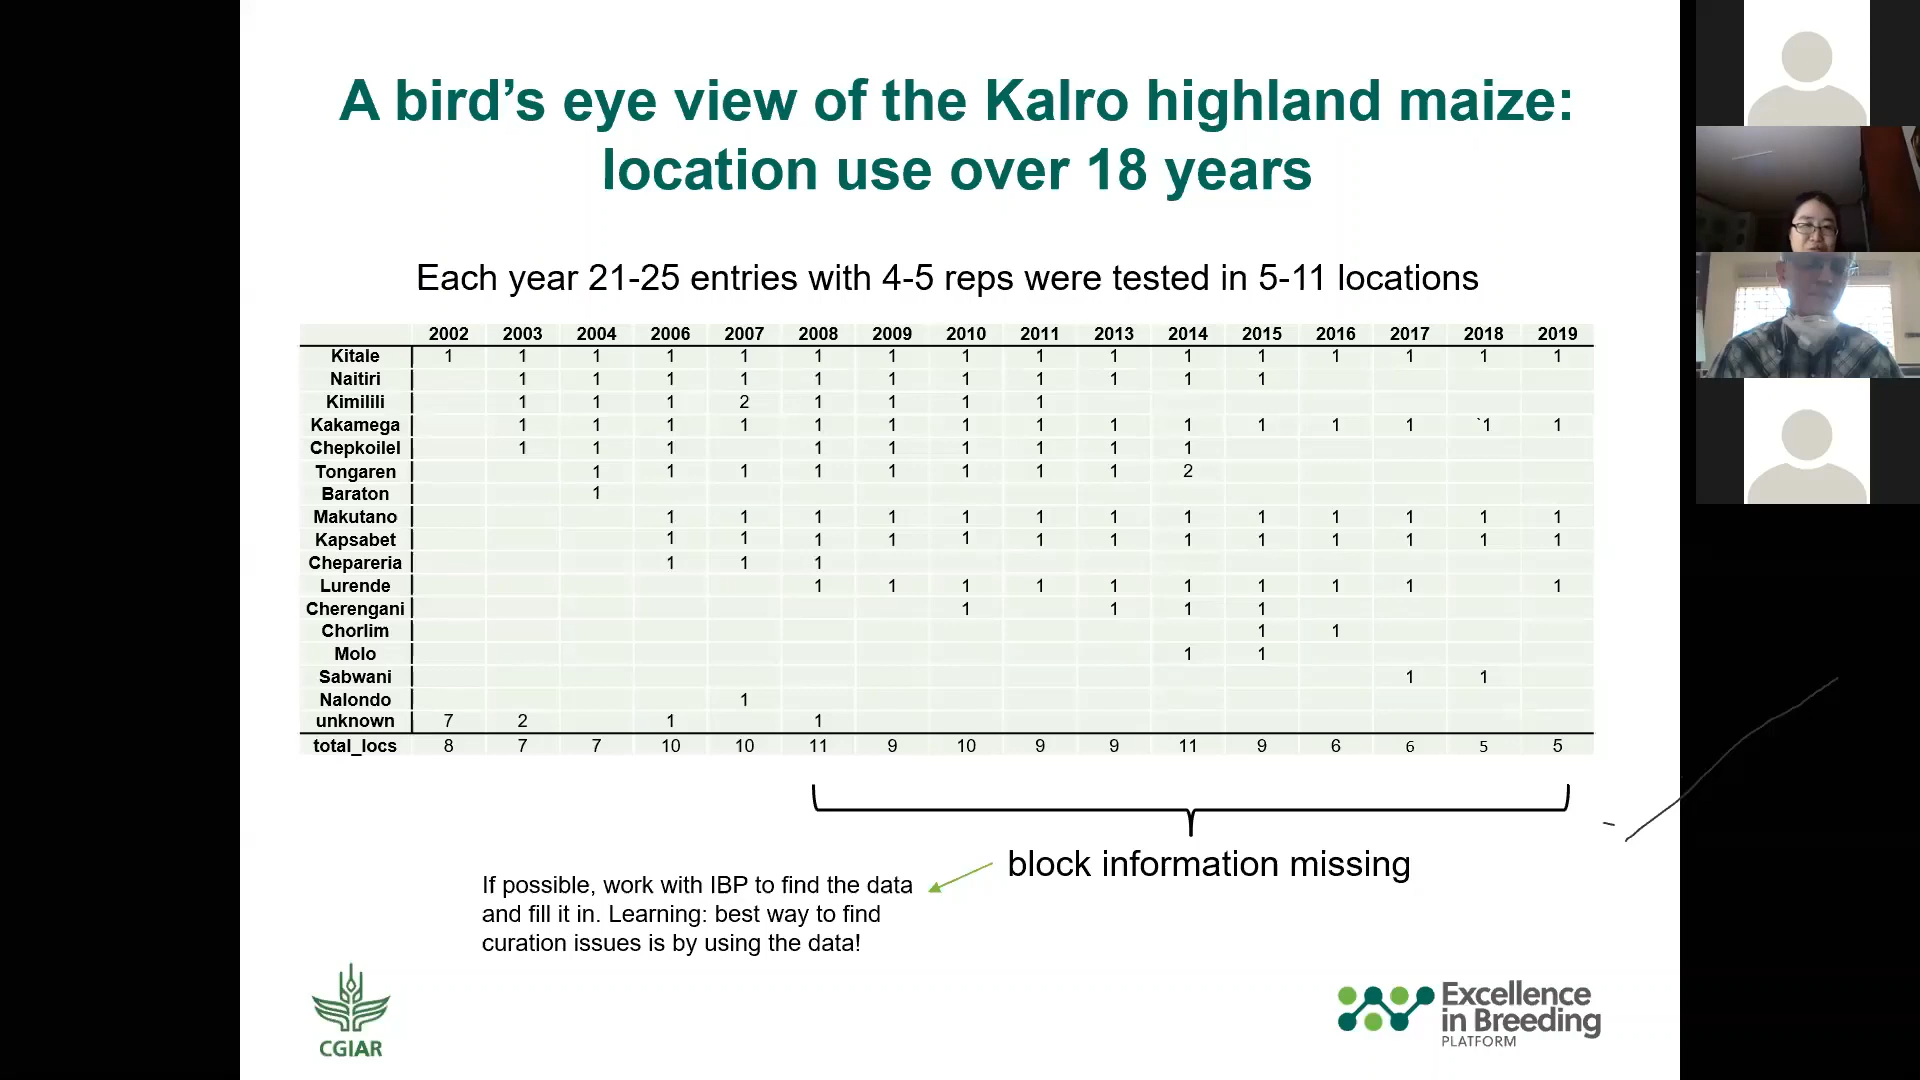 A bird's eye view of the Kalro highland maize:
location use over 18 years
Each year 21-25 entries with 4-5 reps were tested in 5-11 locations
2002 2003 2004 2006 2007 2008 2009 2010 2011 2013 2014 2015 2016 2017 2018 2019
Kitale 1 1 1 1 1 1 1 1 1 1 1 1 1 1 1 1
Naitiri 1 1 1 1 1 1 1 1 1 1 1
Kimilili 1 1 1 2 1 1 1 1
Kakamega 1 1 1 1 1 1 1 1 1 1 1 1 1 `1 1
Chepkoilel 1 1 1 1 1 1 1 1 1
Tongaren 1 1 1 1 1 1 1 1 2
Baraton 1
Makutano 1 1 1 1 1 1 1 1 1 1 1 1 1
Kapsabet 1 1 1 1 1 1 1 1 1 1 1 1 1
Chepareria 1 1 1
Lurende 1 1 1 1 1 1 1 1 1 1
Cherengani 1 1 1 1
Chorlim 1 1
Molo 1 1
Sabwani 1 1
Nalondo 1
unknown 7 2 1 1
total_locs 8 7 7 10 10 11 9 10 9 9 11 9 6 6 5 5
block information missing
If possible, work with IBP to find the data
and fill it in. Learning: best way to find
curation issues is by using the data!
CGIAR
Excellence
in Breeding
PLATFORM